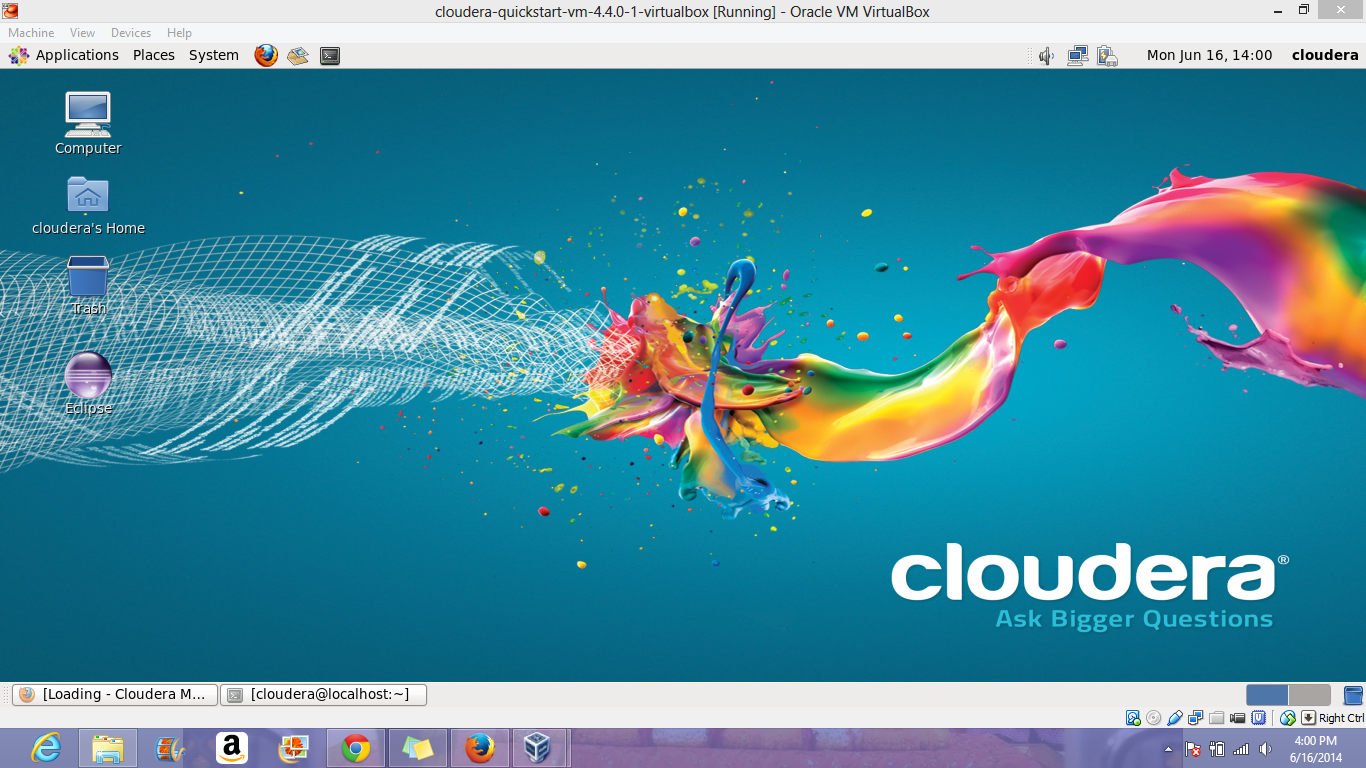 cloudera-quickstart-vm-4.4.0-1-virtualbox [Running] - Oracle VM VirtualBox
Machine View Devices Help
Applications Places System Mon Jun 16, 14:00 cloudera
Computer
cloudera's Home
Trash
Eclipse
cloudera®
Ask Bigger Questions
[Loading - Cloudera M... [cloudera@localhost:~]
Right Ctrl
4:00 PM
6/16/2014